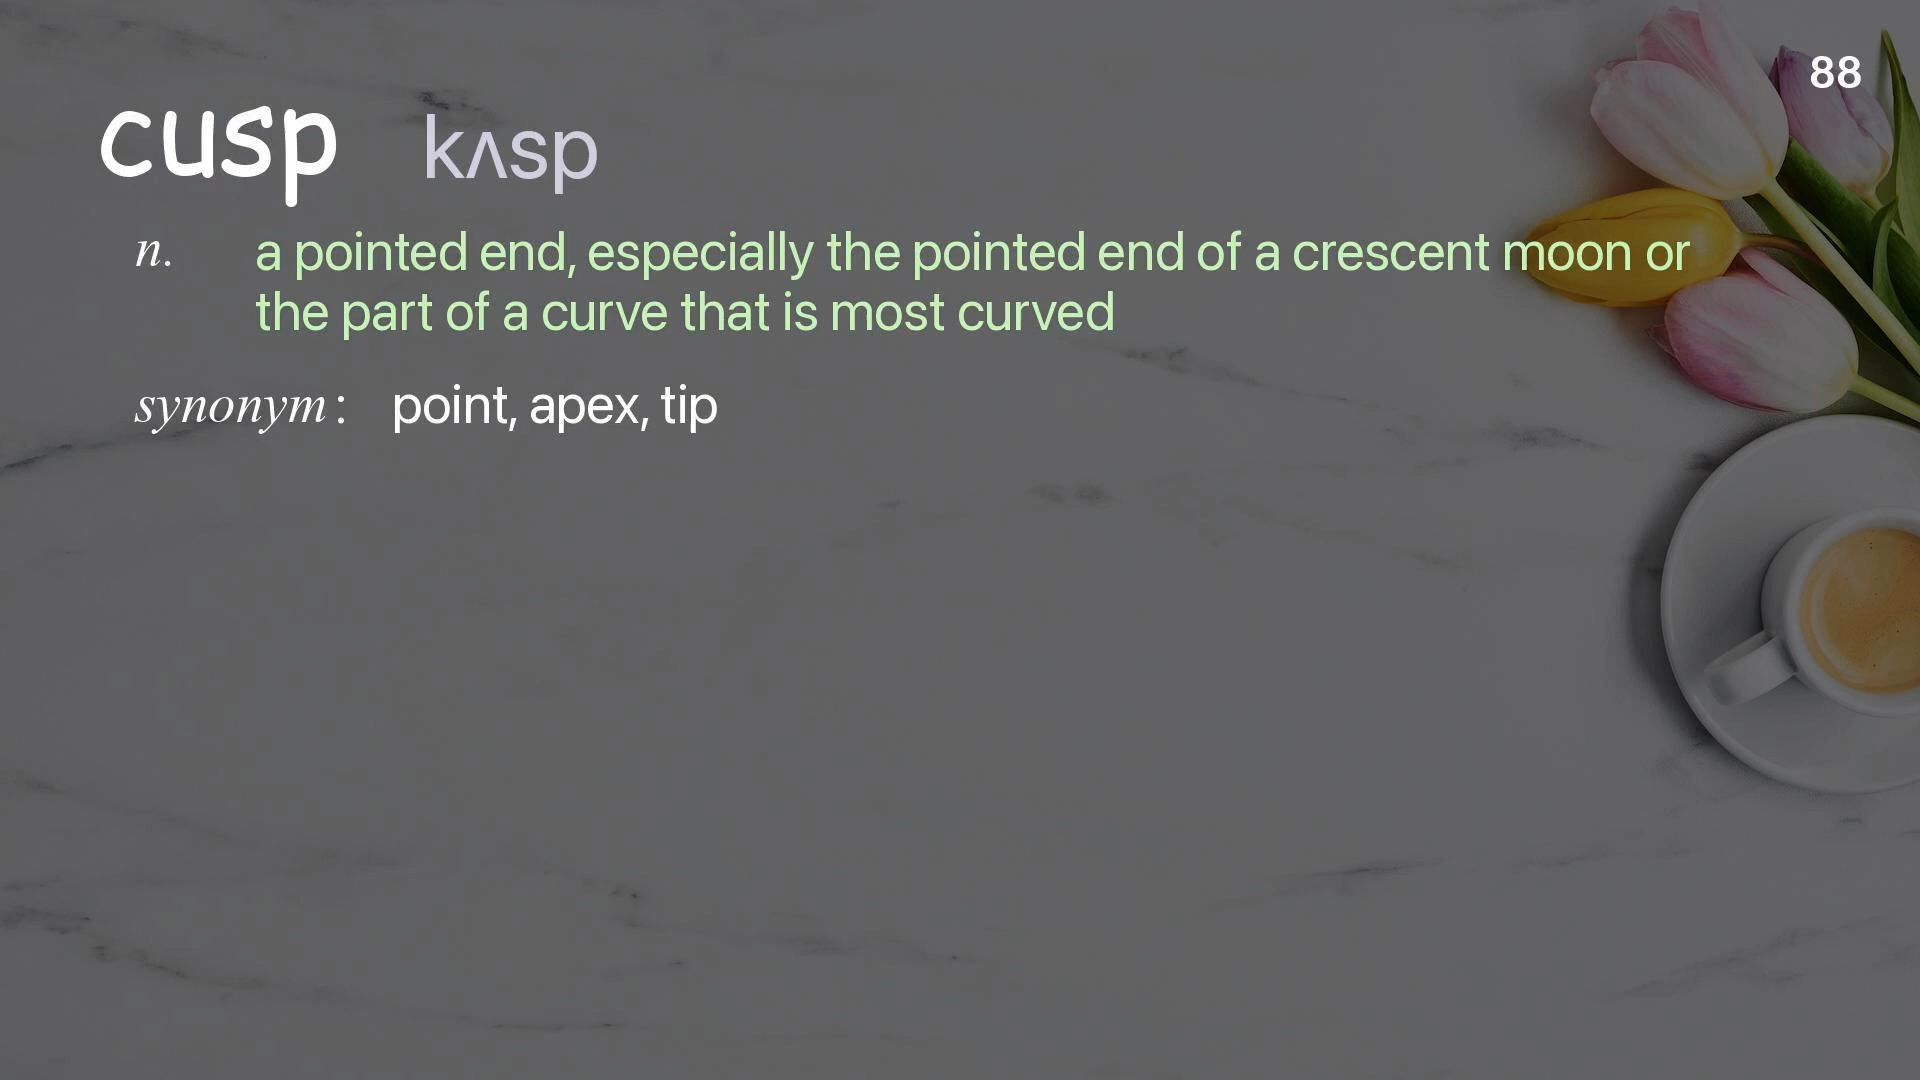 88
cusp kʌsp
n. a pointed end, especially the pointed end of a crescent moon or
the part of a curve that is most curved
synonym : point, apex, tip